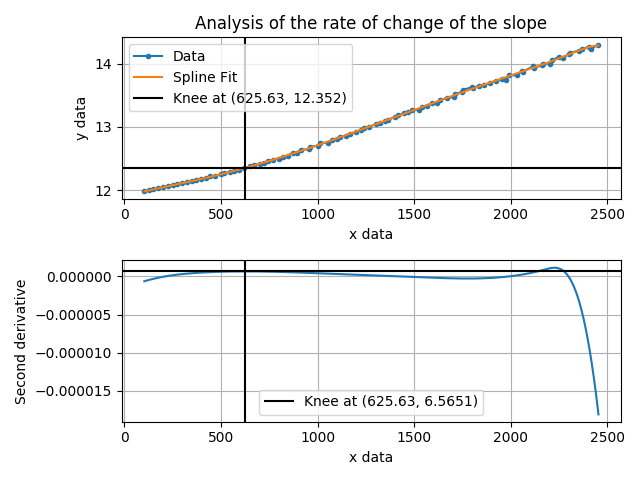 Analysis of the rate of change of the slope
Data
Spline Fit
Knee at (625.63, 12.352)
14
13
12
y data
0 500 1000 1500 2000 2500
x data
0.000000
−0.000005
−0.000010
−0.000015
Second derivative
Knee at (625.63, 6.5651)
0 500 1000 1500 2000 2500
x data